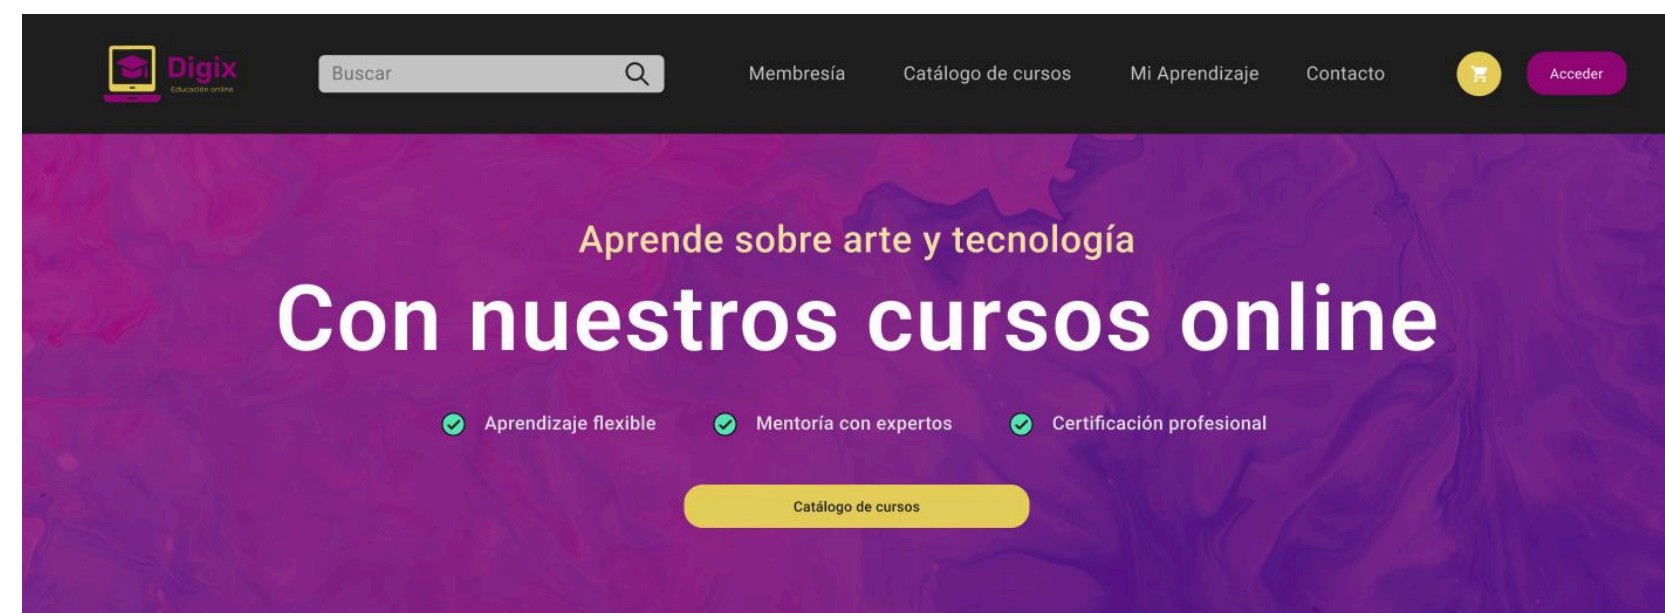 Digix
Educación online
Buscar
Membresía
Catálogo de cursos
Mi Aprendizaje
Contacto
Acceder
Aprende sobre arte y tecnología
Con nuestros cursos online
Aprendizaje flexible
Mentoría con expertos
Certificación profesional
Catálogo de cursos